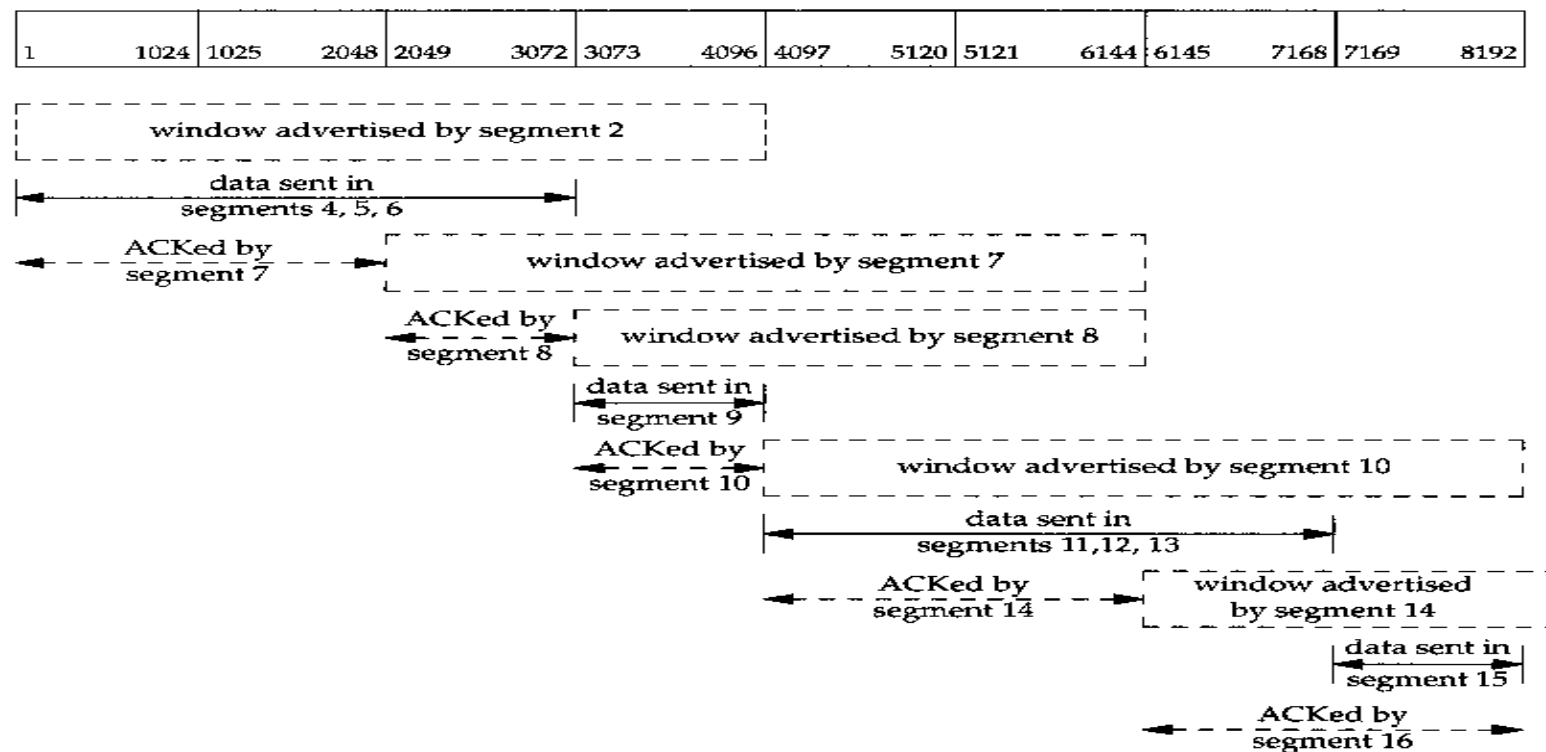 1 1024 1025 2048 2049 3072 3073 4096 4097 5120 5121 6144 6145 7168 7169 8192
window advertised by segment 2
data sent in
segments 4, 5, 6
ACKed by
segment 7
window advertised by segment 7
ACKed by
segment 8
window advertised by segment 8
data sent in
segment 9
ACKed by
segment 10
window advertised by segment 10
data sent in
segments 11,12, 13
ACKed by
segment 14
window advertised
by segment 14
data sent in
segment 15
ACKed by
segment 16